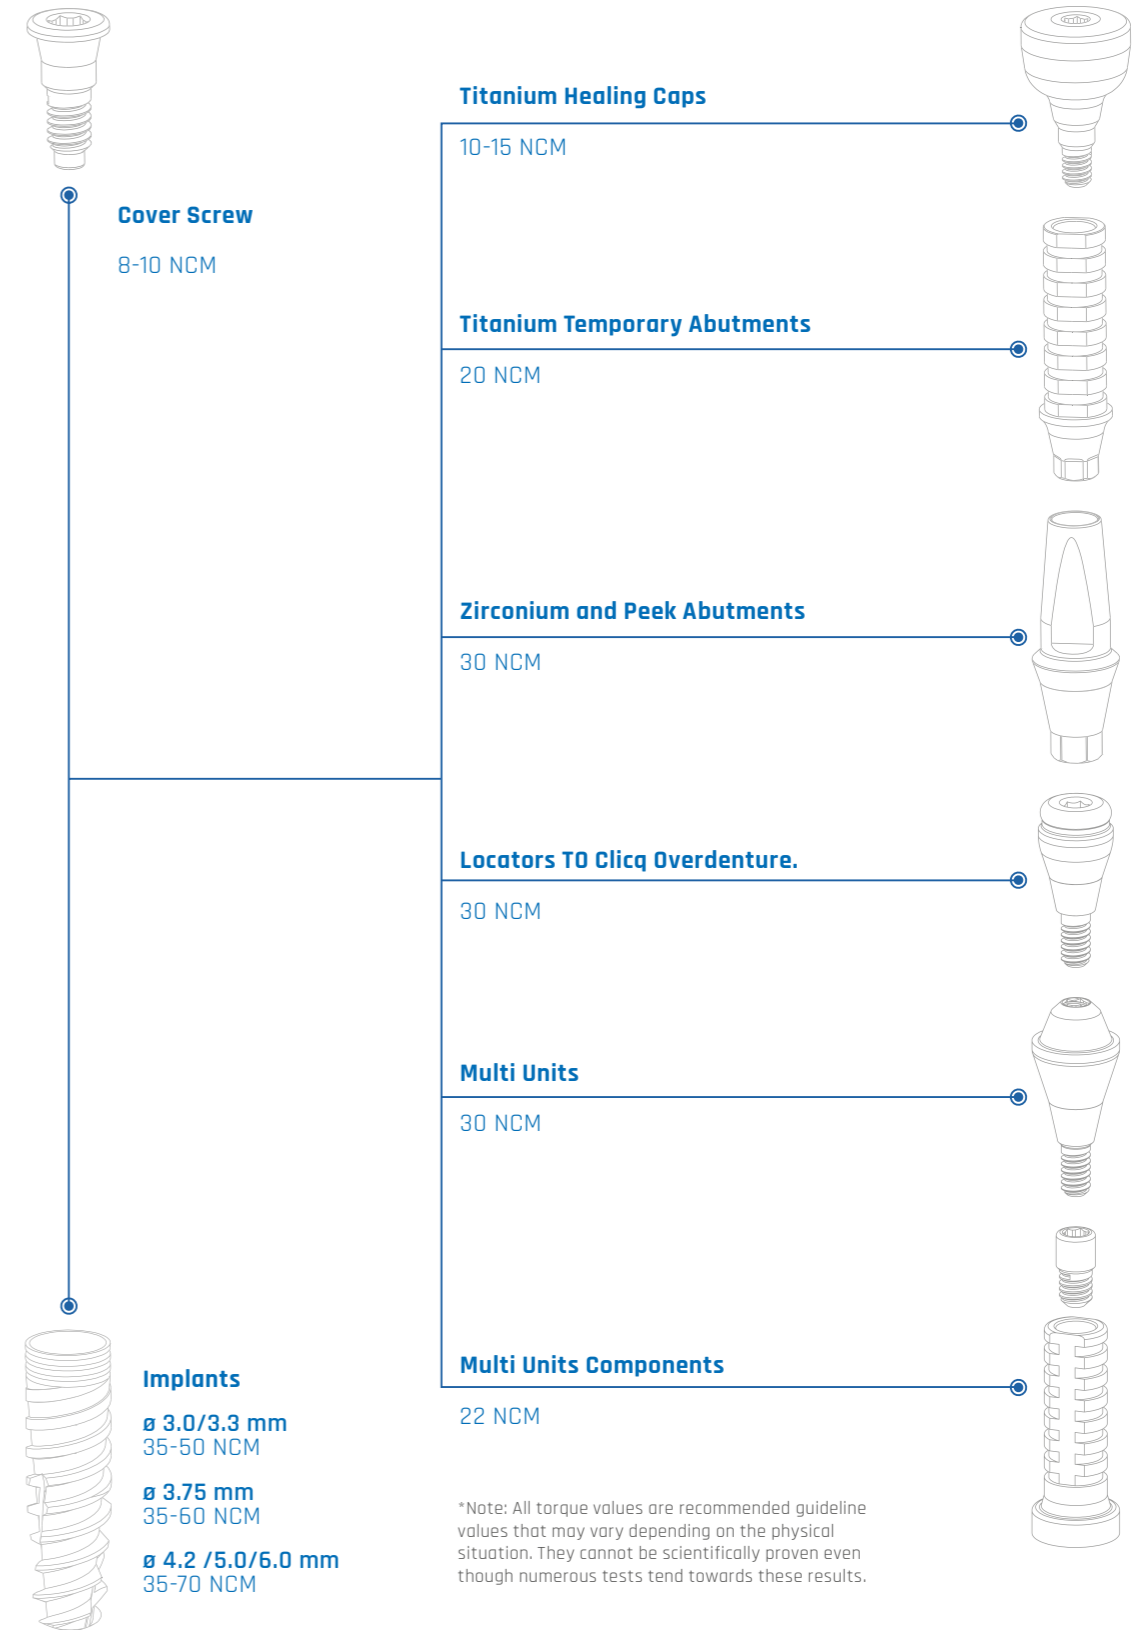 Cover Screw
8-10 NCM
Titanium Healing Caps
10-15 NCM
Titanium Temporary Abutments
20 NCM
Zirconium and Peek Abutments
30 NCM
Locators TO Clicq Overdenture.
30 NCM
Multi Units
30 NCM
Multi Units Components
22 NCM
Implants
ø 3.0/3.3 mm
35-50 NCM
ø 3.75 mm
35-60 NCM
ø 4.2 /5.0/6.0 mm
35-70 NCM
*Note: All torque values are recommended guideline
values that may vary depending on the physical
situation. They cannot be scientifically proven even
though numerous tests tend towards these results.